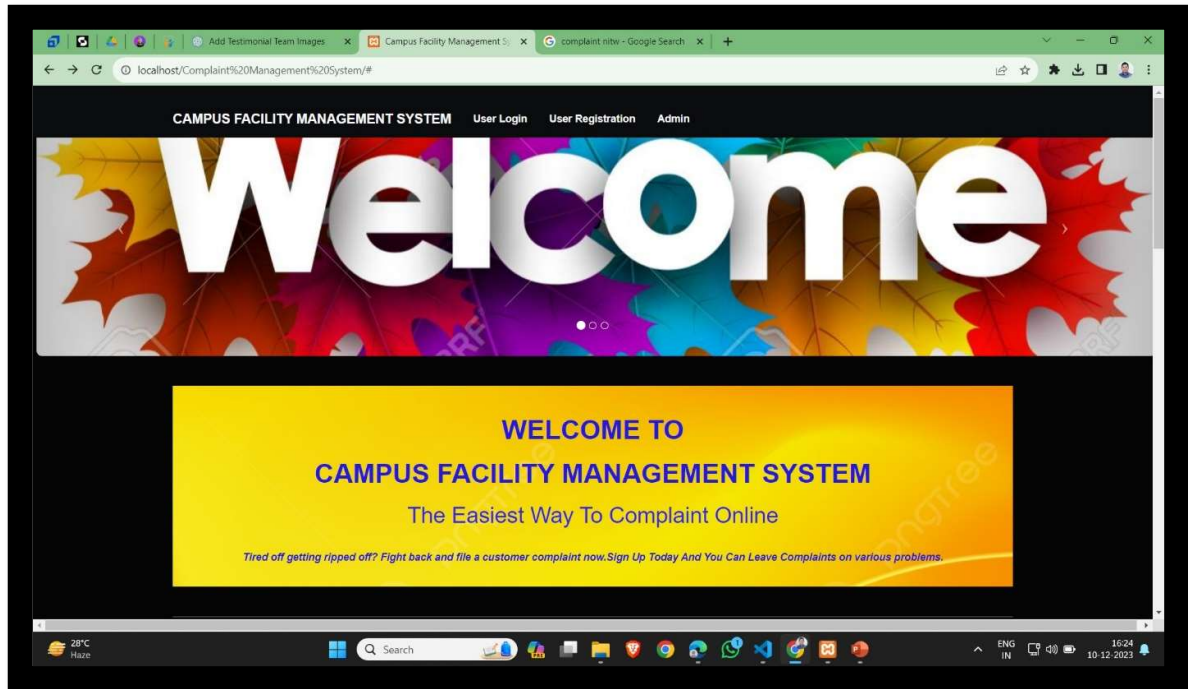 Add Testimonial Team Images
Campus Facility Management S
complaint nitw - Google Search
localhost/Complaint%20Management%20System/#
CAMPUS FACILITY MANAGEMENT SYSTEM User Login User Registration Admin
Welcome
WELCOME TO
CAMPUS FACILITY MANAGEMENT SYSTEM
The Easiest Way To Complaint Online
Tired off getting ripped off? Fight back and file a customer complaint now.Sign Up Today And You Can Leave Complaints on various problems.
28°C
Haze
Search
ENG
IN
16:24
10-12-2023